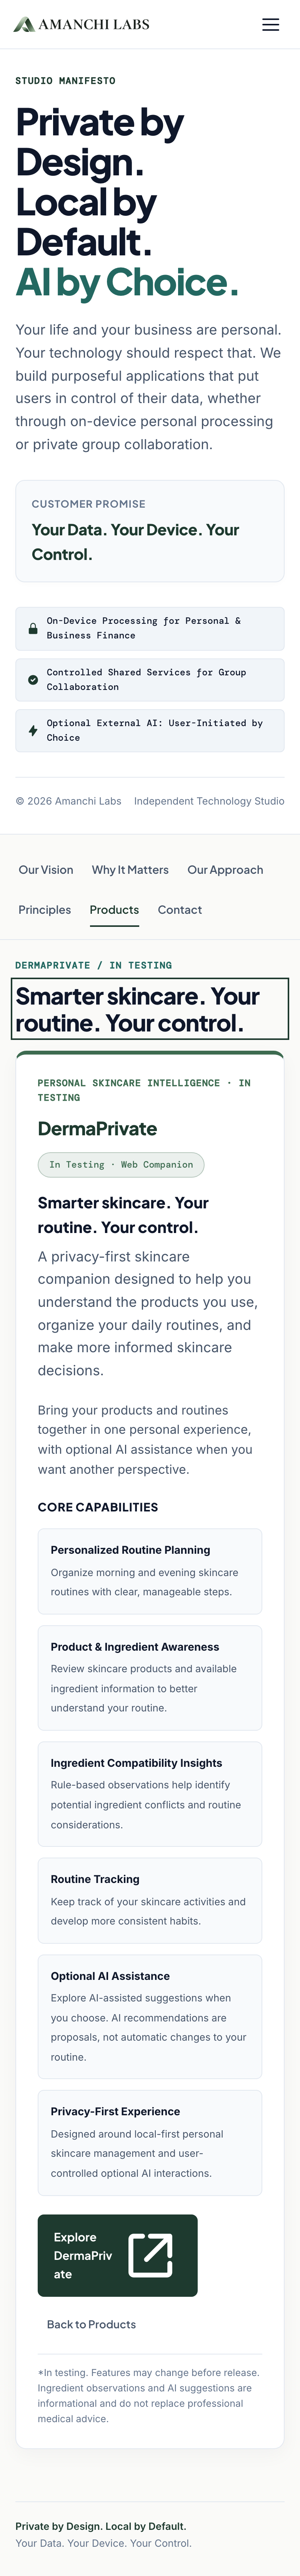 AMANCHI LABS
STUDIO MANIFESTO
Private by
Design.
Local by
Default.
AI by Choice.
Your life and your business are personal.
Your technology should respect that. We
build purposeful applications that put
users in control of their data, whether
through on-device personal processing
or private group collaboration.
CUSTOMER PROMISE
Your Data. Your Device. Your
Control.
On-Device Processing for Personal &
Business Finance
Controlled Shared Services for Group
Collaboration
Optional External AI: User-Initiated by
Choice
© 2026 Amanchi Labs Independent Technology Studio
Our Vision Why It Matters Our Approach
Principles Products Contact
DERMAPRIVATE / IN TESTING
Smarter skincare. Your
routine. Your control.
PERSONAL SKINCARE INTELLIGENCE · IN
TESTING
DermaPrivate
In Testing · Web Companion
Smarter skincare. Your
routine. Your control.
A privacy-first skincare
companion designed to help you
understand the products you use,
organize your daily routines, and
make more informed skincare
decisions.
Bring your products and routines
together in one personal experience,
with optional AI assistance when you
want another perspective.
CORE CAPABILITIES
Personalized Routine Planning
Organize morning and evening skincare
routines with clear, manageable steps.
Product & Ingredient Awareness
Review skincare products and available
ingredient information to better
understand your routine.
Ingredient Compatibility Insights
Rule-based observations help identify
potential ingredient conflicts and routine
considerations.
Routine Tracking
Keep track of your skincare activities and
develop more consistent habits.
Optional AI Assistance
Explore AI-assisted suggestions when
you choose. AI recommendations are
proposals, not automatic changes to your
routine.
Privacy-First Experience
Designed around local-first personal
skincare management and user-
controlled optional AI interactions.
Explore
DermaPriv
ate
Back to Products
*In testing. Features may change before release.
Ingredient observations and AI suggestions are
informational and do not replace professional
medical advice.
Private by Design. Local by Default.
Your Data. Your Device. Your Control.